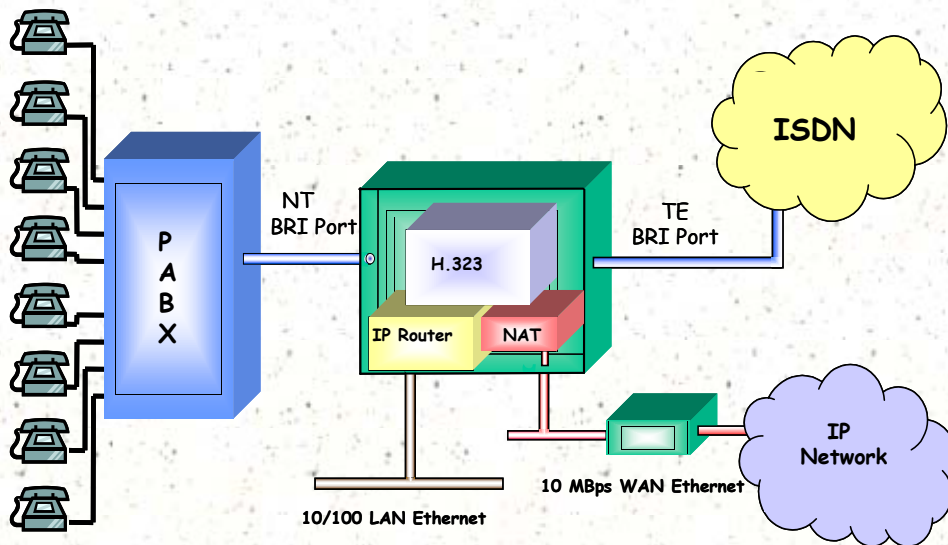 ISDN
NT
BRI Port
TE
BRI Port
P
A
B
X
H.323
IP Router
NAT
IP
Network
10 MBps WAN Ethernet
10/100 LAN Ethernet